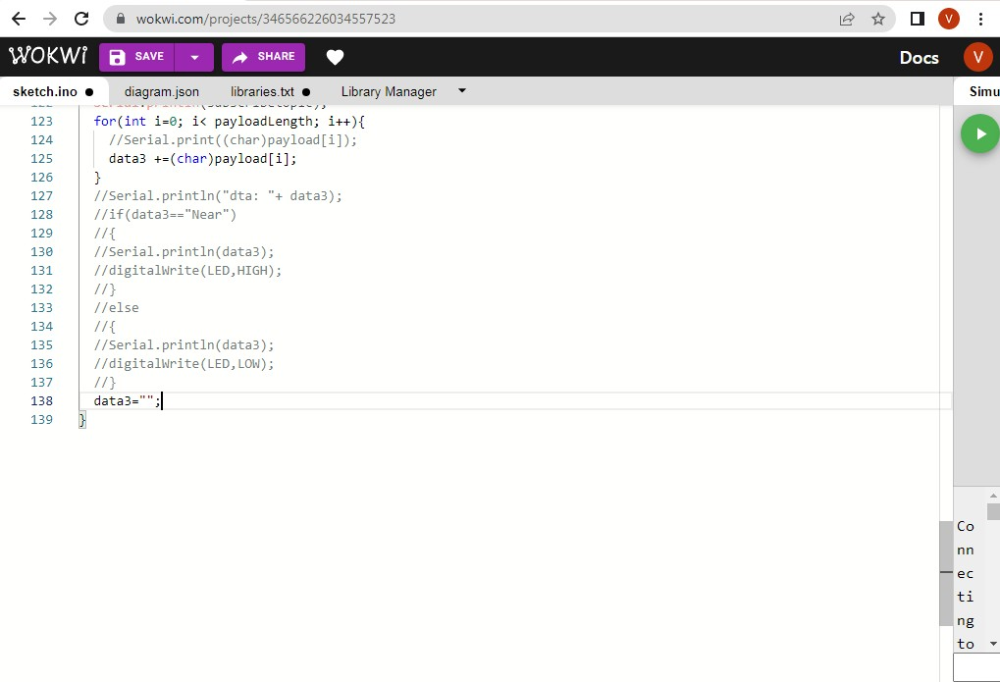 wokwi.com/projects/346566226034557523
V
WOKWI
SAVE
SHARE
Docs
V
sketch.ino ●
diagram.json
libraries.txt ●
Library Manager
Simu
122 Serial.println(subscribetopic);
123 for(int i=0; i< payloadLength; i++){
124 //Serial.print((char)payload[i]);
125 data3 +=(char)payload[i];
126 }
127 //Serial.println("dta: "+ data3);
128 //if(data3=="Near")
129 //{
130 //Serial.println(data3);
131 //digitalWrite(LED,HIGH);
132 //}
133 //else
134 //{
135 //Serial.println(data3);
136 //digitalWrite(LED,LOW);
137 //}
138 data3="";
139 }
Co
nn
ec
ti
ng
to